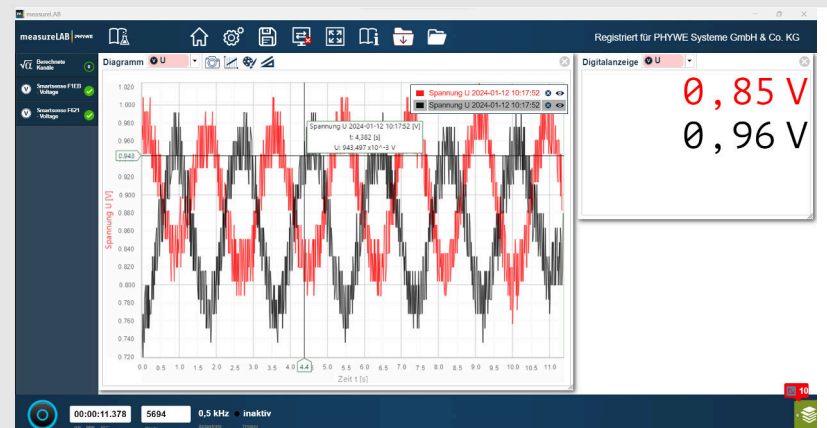 measureLAB
measureLAB PHYWE
Registriert für PHYWE Systeme GmbH & Co. KG
Berechnete
Kanäle
Smartsense F1EB
- Voltage
Smartsense F621
- Voltage
Diagramm U
Spannung U 2024-01-12 10:17:52
Spannung U 2024-01-12 10:17:52
Spannung U 2024-01-12 10:17:52 [V]
t: 4,382 [s]
U: 943,497 x10^-3 V
Spannung U [V]
1.020
1.000
0.980
0.960
0.943
0.920
0.900
0.880
0.860
0.840
0.820
0.800
0.780
0.760
0.740
0.720
0.0 0.5 1.0 1.5 2.0 2.5 3.0 3.5 4.0 4.4 5.0 5.5 6.0 6.5 7.0 7.5 8.0 8.5 9.0 9.5 10.0 10.5 11.0
Zeit t [s]
Digitalanzeige U
0,85 V
0,96 V
10
00:00:11.378 5694 0,5 kHz inaktiv